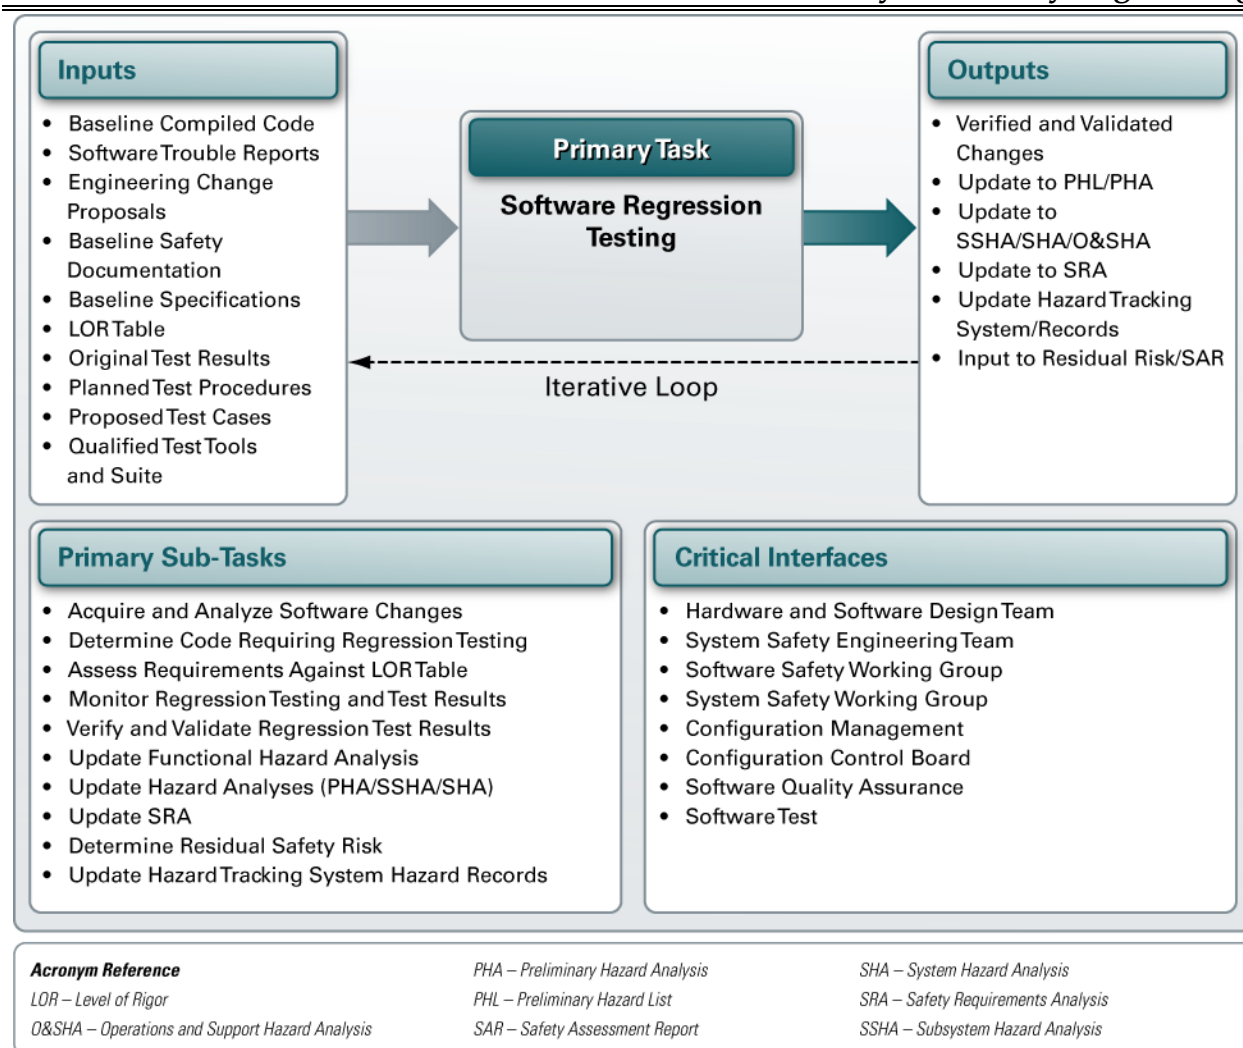 Inputs
• Baseline Compiled Code
• Software Trouble Reports
• Engineering Change
Proposals
• Baseline Safety
Documentation
• Baseline Specifications
• LOR Table
• Original Test Results
• Planned Test Procedures
• Proposed Test Cases
• Qualified Test Tools
and Suite
Primary Task
Software Regression
Testing
Iterative Loop
Outputs
• Verified and Validated
Changes
• Update to PHL/PHA
• Update to
SSHA/SHA/O&SHA
• Update to SRA
• Update Hazard Tracking
System/Records
• Input to Residual Risk/SAR
Primary Sub-Tasks
• Acquire and Analyze Software Changes
• Determine Code Requiring Regression Testing
• Assess Requirements Against LOR Table
• Monitor Regression Testing and Test Results
• Verify and Validate Regression Test Results
• Update Functional Hazard Analysis
• Update Hazard Analyses (PHA/SSHA/SHA)
• Update SRA
• Determine Residual Safety Risk
• Update Hazard Tracking System Hazard Records
Critical Interfaces
• Hardware and Software Design Team
• System Safety Engineering Team
• Software Safety Working Group
• System Safety Working Group
• Configuration Management
• Configuration Control Board
• Software Quality Assurance
• Software Test
Acronym Reference
LOR – Level of Rigor
O&SHA – Operations and Support Hazard Analysis
PHA – Preliminary Hazard Analysis
PHL – Preliminary Hazard List
SAR – Safety Assessment Report
SHA – System Hazard Analysis
SRA – Safety Requirements Analysis
SSHA – Subsystem Hazard Analysis